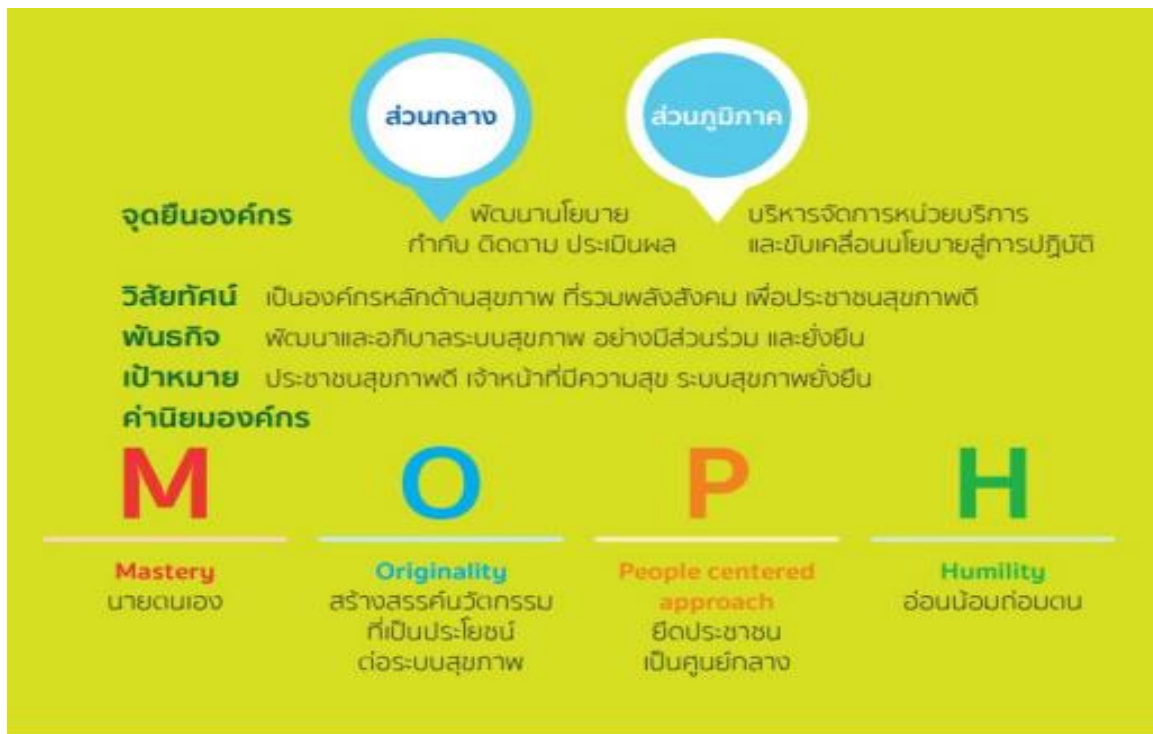 ส่วนกลาง
ส่วนภูมิภาค
จุดยืนองค์กร
พัฒนานโยบาย
กำกับ ติดตาม ประเมินผล
บริหารจัดการหน่วยบริการ
และขับเคลื่อนนโยบายสู่การปฏิบัติ
วิสัยทัศน์ เป็นองค์กรหลักด้านสุขภาพ ที่รวมพลังสังคม เพื่อประชาชนสุขภาพดี
พันธกิจ พัฒนาและอภิบาลระบบสุขภาพ อย่างมีส่วนร่วม และยั่งยืน
เป้าหมาย ประชาชนสุขภาพดี เจ้าหน้าที่มีความสุข ระบบสุขภาพยั่งยืน
ค่านิยมองค์กร
M
O
P
H
Mastery
นายตนเอง
Originality
สร้างสรรค์นวัตกรรม
ที่เป็นประโยชน์
ต่อระบบสุขภาพ
People centered
approach
ยึดประชาชน
เป็นศูนย์กลาง
Humility
อ่อนน้อมถ่อมตน